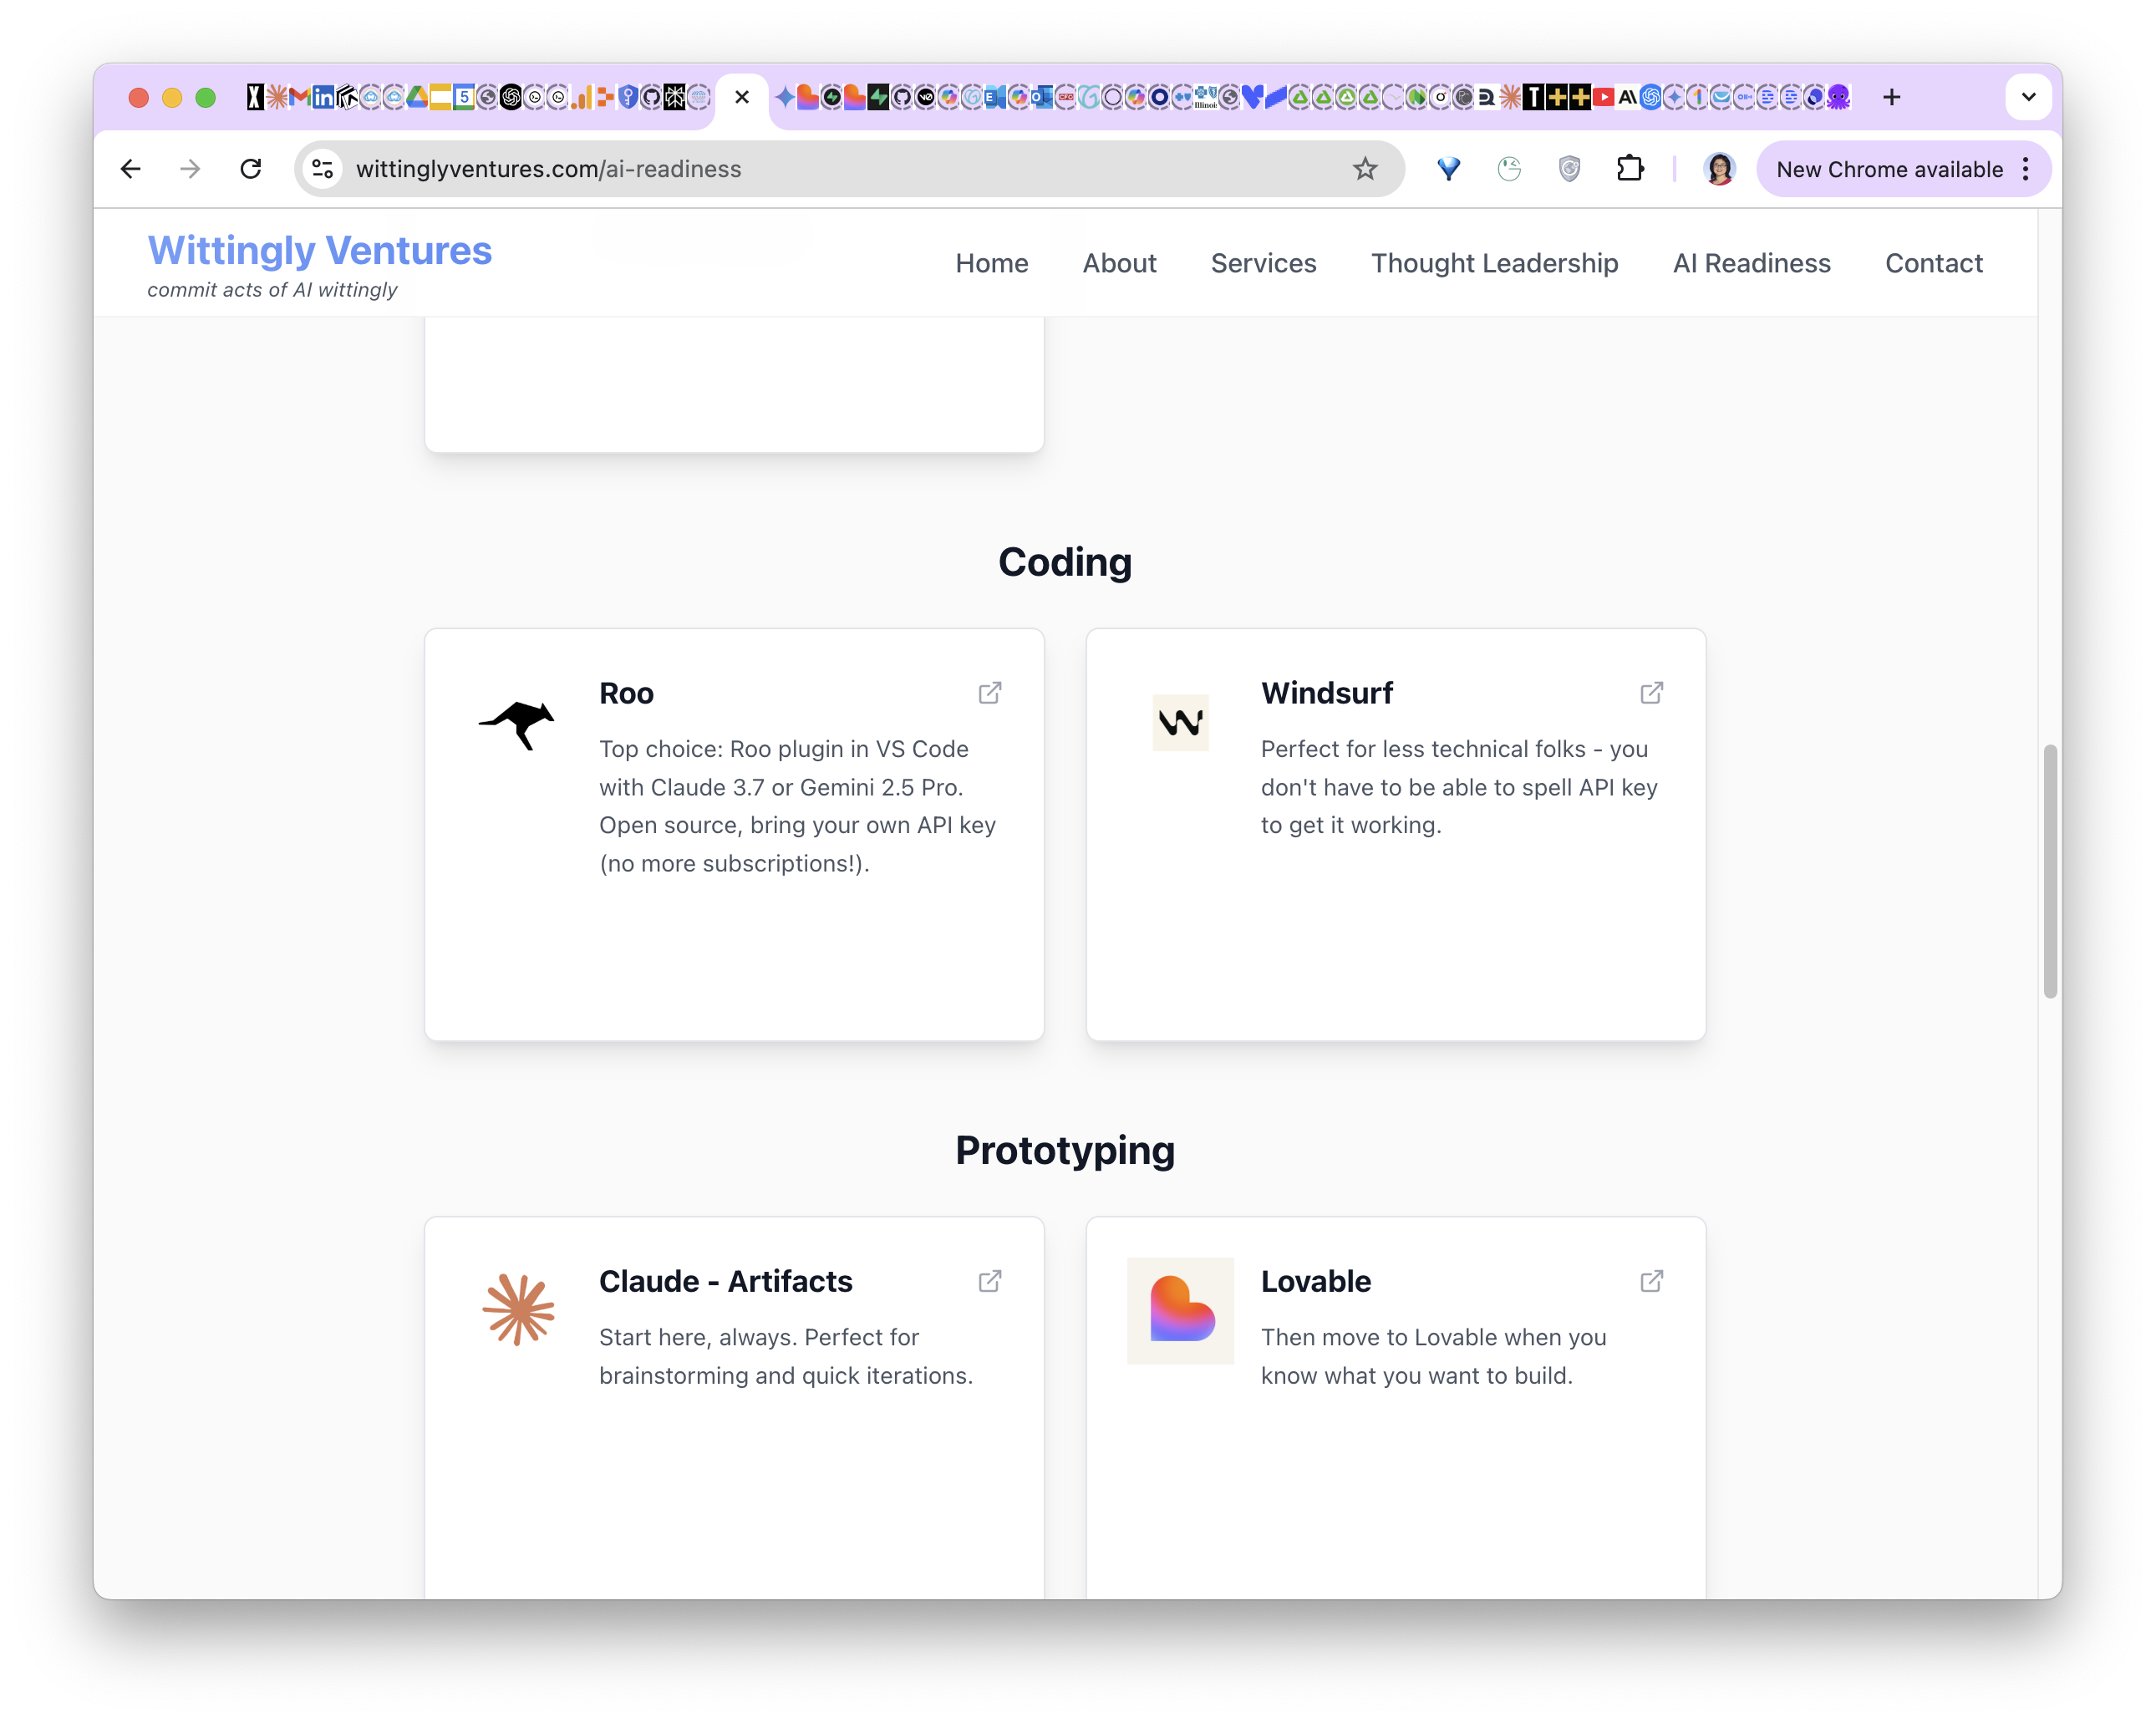 wittinglyventures.com/ai-readiness
New Chrome available
Wittingly Ventures
commit acts of AI wittingly
Home
About
Services
Thought Leadership
AI Readiness
Contact
Coding
Roo
Top choice: Roo plugin in VS Code
with Claude 3.7 or Gemini 2.5 Pro.
Open source, bring your own API key
(no more subscriptions!).
Windsurf
Perfect for less technical folks - you
don't have to be able to spell API key
to get it working.
Prototyping
Claude - Artifacts
Start here, always. Perfect for
brainstorming and quick iterations.
Lovable
Then move to Lovable when you
know what you want to build.